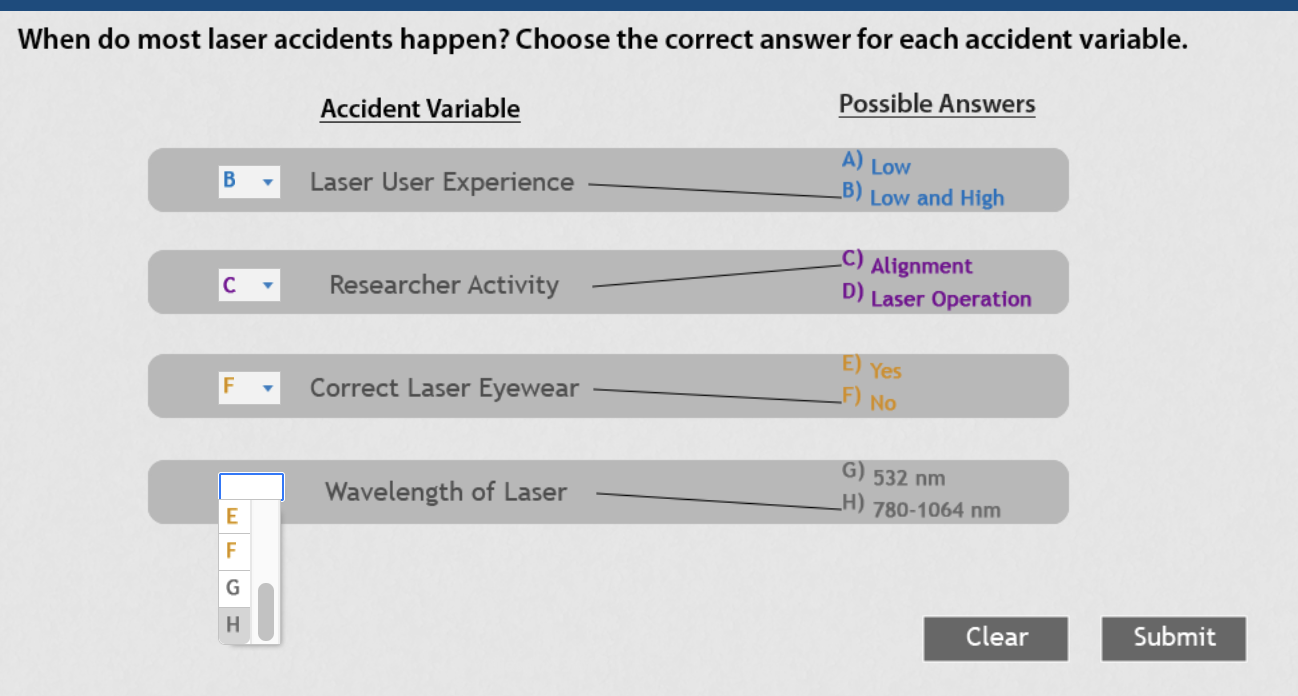 When do most laser accidents happen? Choose the correct answer for each accident variable.
Accident Variable
Possible Answers
B
Laser User Experience
A) Low
B) Low and High
C
Researcher Activity
C) Alignment
D) Laser Operation
F
Correct Laser Eyewear
E) Yes
F) No
Wavelength of Laser
G) 532 nm
H) 780-1064 nm
E
F
G
H
Clear
Submit